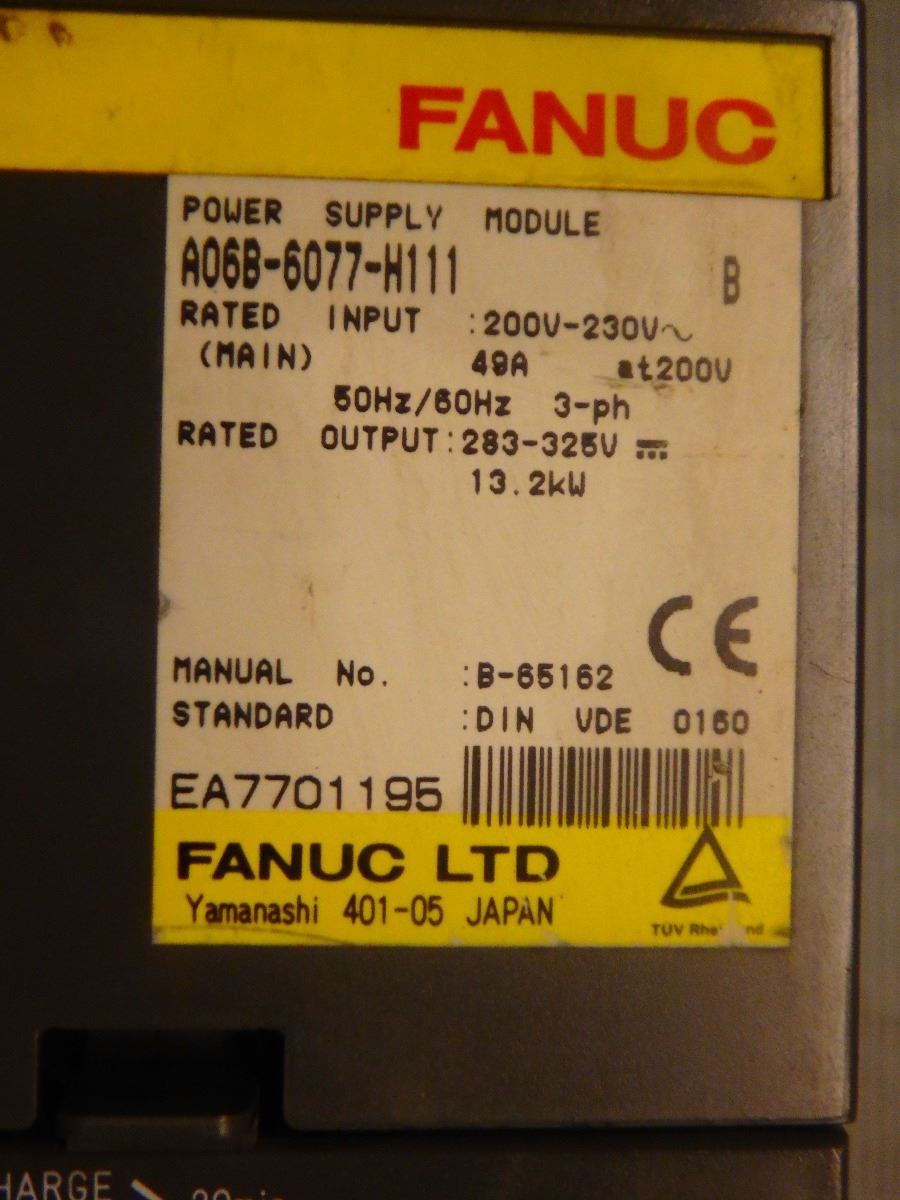 FANUC
POWER SUPPLY MODULE
A06B-6077-H111 B
RATED INPUT :200V-230V~
(MAIN) 49A at200V
50Hz/60Hz 3-ph
RATED OUTPUT:283-325V ⎓
13.2kW
CE
MANUAL No. :B-65162
STANDARD :DIN VDE 0160
EA7701195
FANUC LTD
Yamanashi 401-05 JAPAN
TÜV